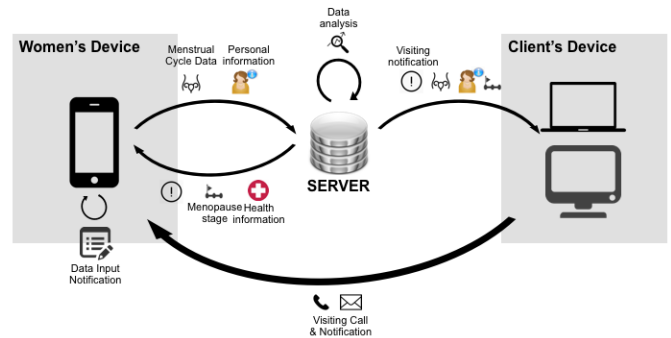 Data
analysis
Women's Device
Menstrual
Cycle Data
Personal
information
Visiting
notification
Client's Device
SERVER
Menopause
stage
Health
information
Data Input
Notification
Visiting Call
& Notification